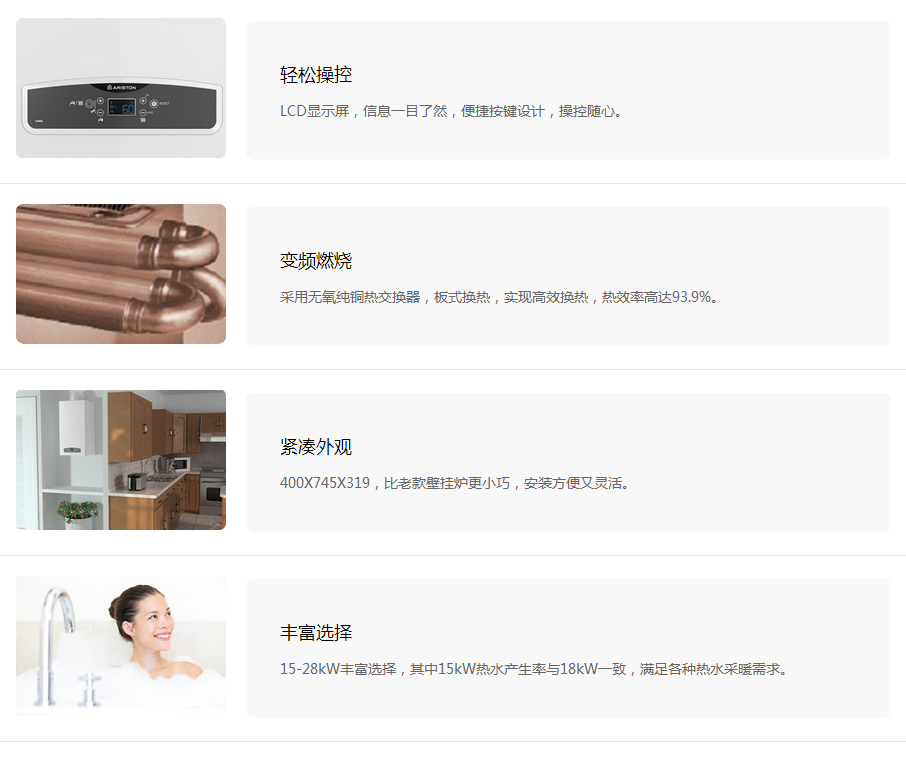 ARISTON
轻松操控
LCD显示屏，信息一目了然，便捷按键设计，操控随心。
变频燃烧
采用无氧纯铜热交换器，板式换热，实现高效换热，热效率高达93.9%。
紧凑外观
400X745X319，比老款壁挂炉更小巧，安装方便又灵活。
丰富选择
15-28kW丰富选择，其中15kW热水产生率与18kW一致，满足各种热水采暖需求。